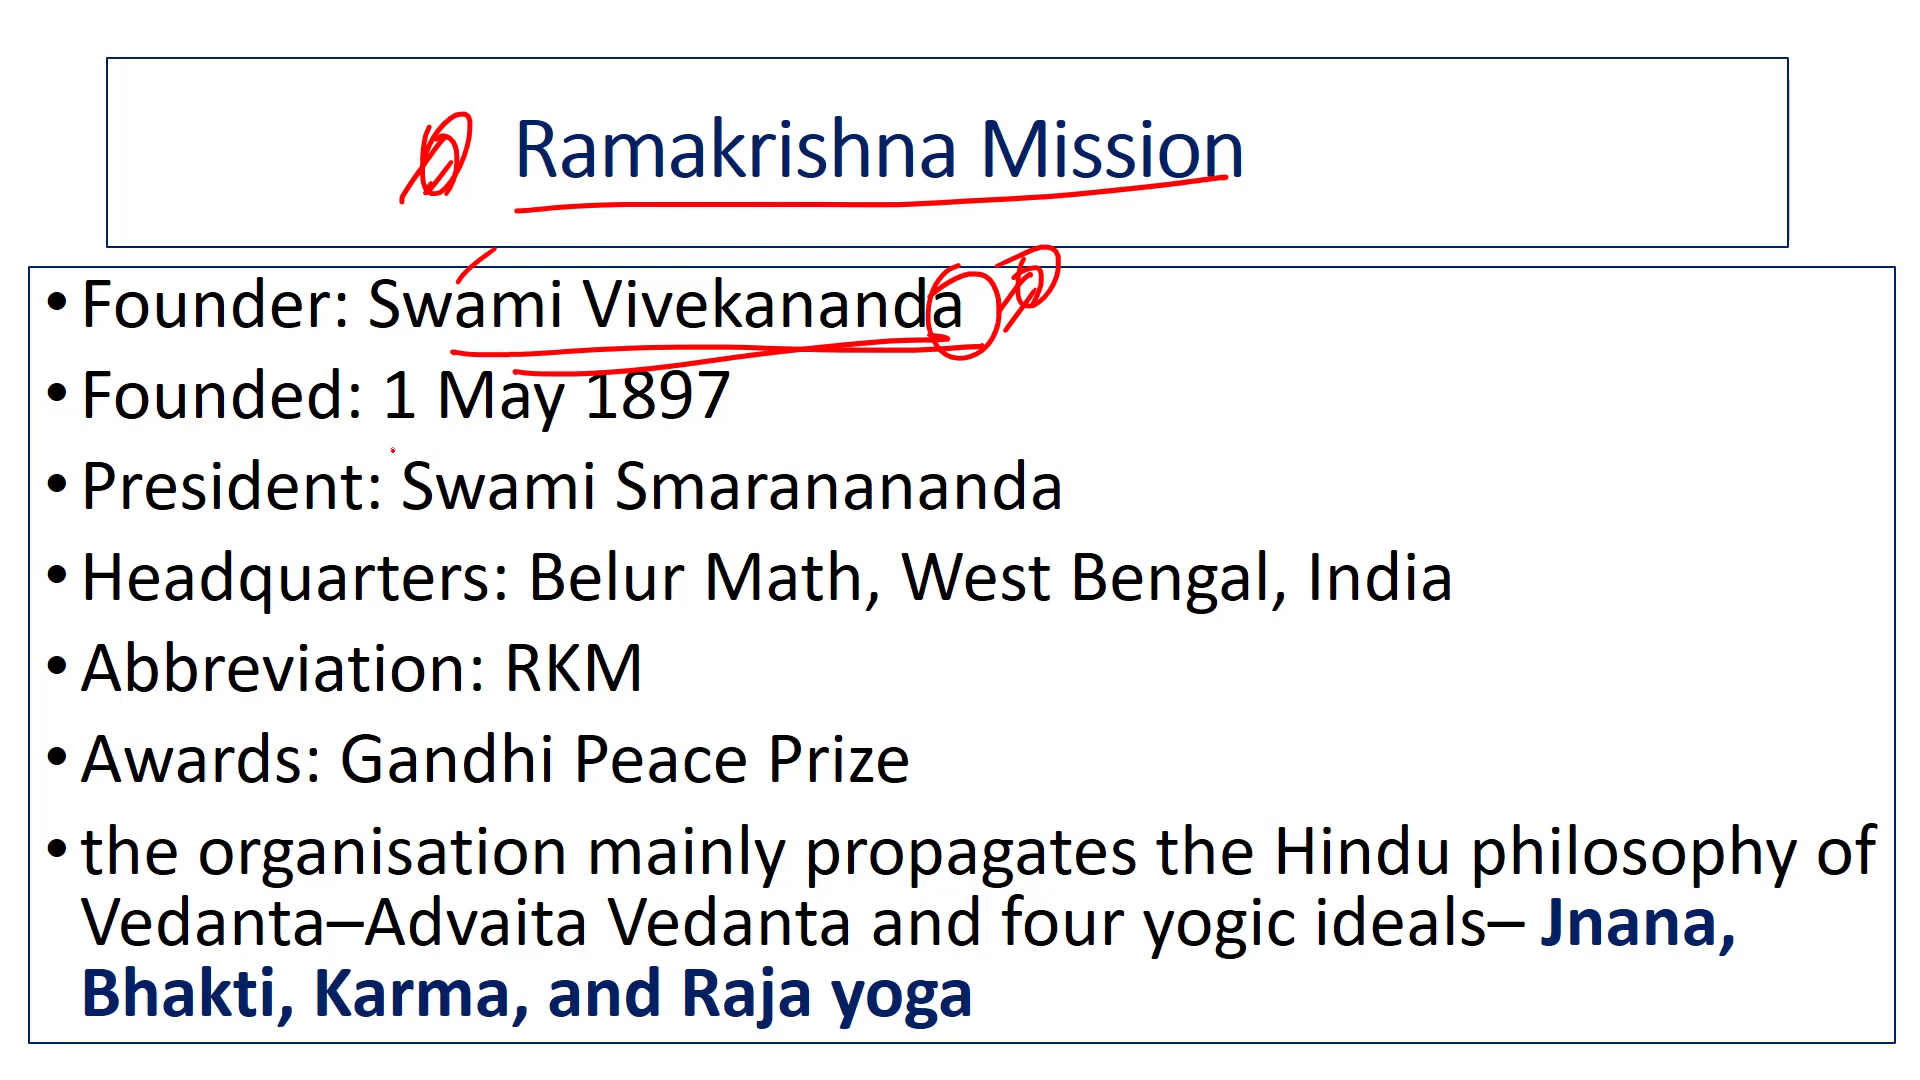 Ramakrishna Mission
• Founder: Swami Vivekananda
• Founded: 1 May 1897
• President: Swami Smaranananda
• Headquarters: Belur Math, West Bengal, India
• Abbreviation: RKM
• Awards: Gandhi Peace Prize
• the organisation mainly propagates the Hindu philosophy of
Vedanta–Advaita Vedanta and four yogic ideals– Jnana,
Bhakti, Karma, and Raja yoga